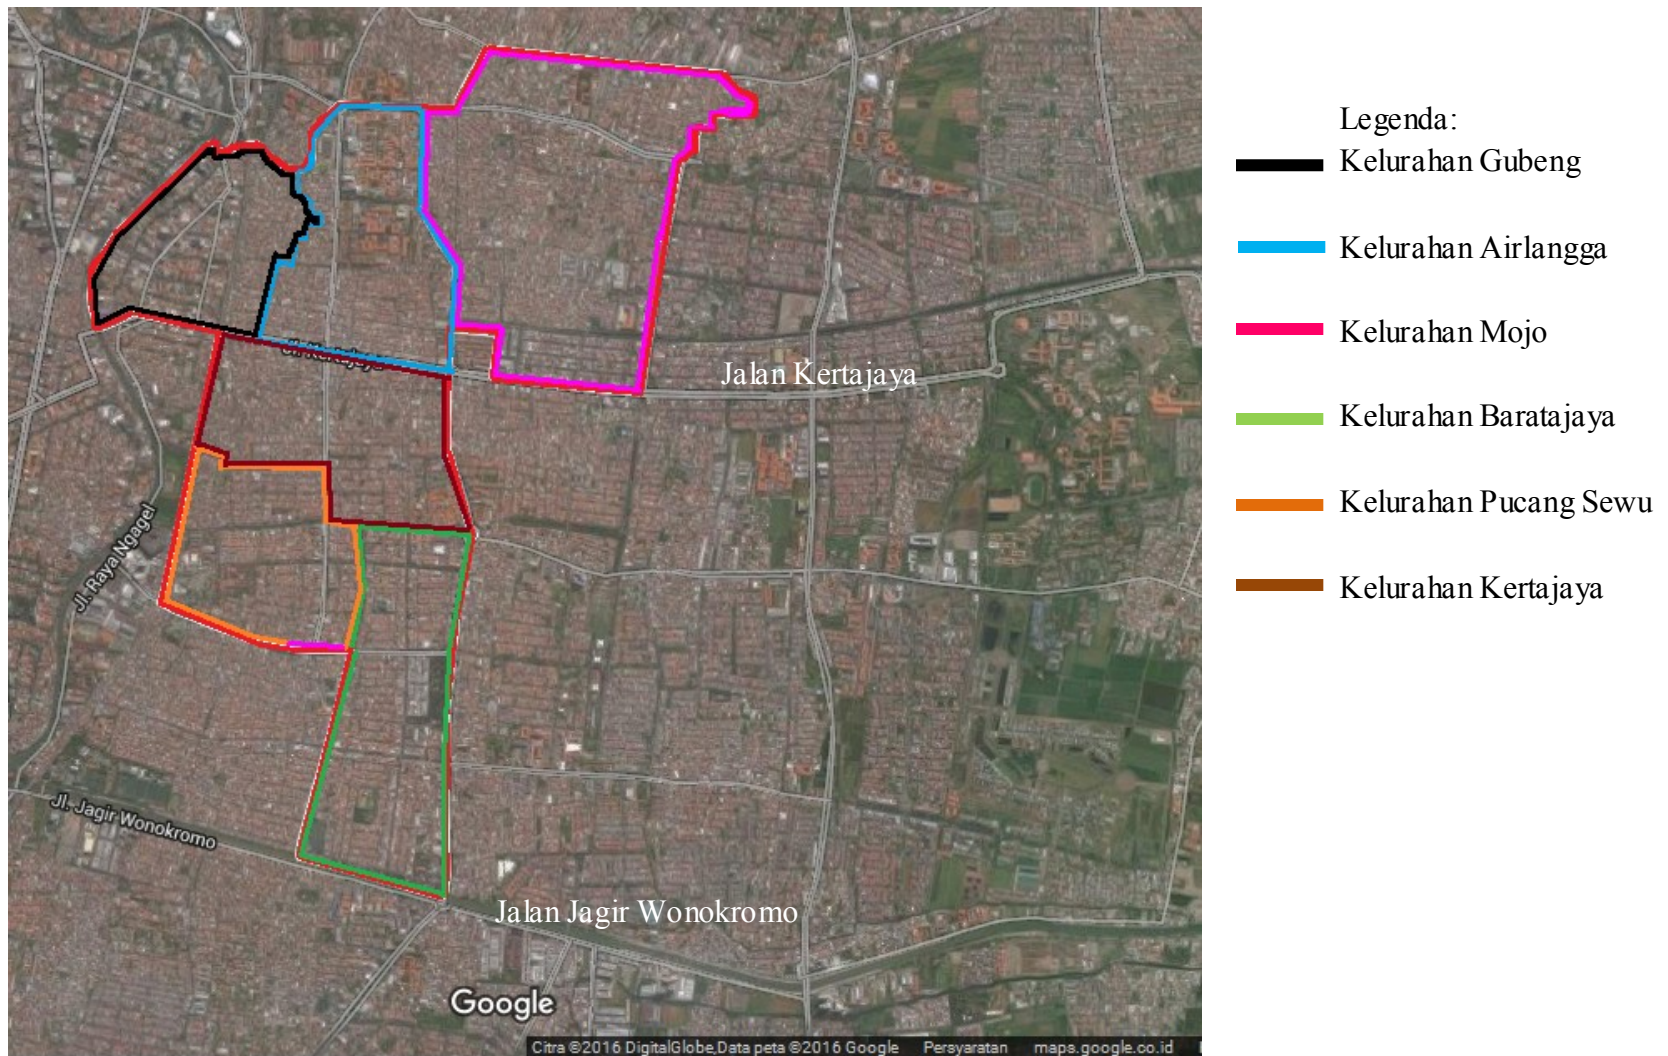 Legenda:
Kelurahan Gubeng
Kelurahan Airlangga
Kelurahan Mojo
Kelurahan Baratajaya
Kelurahan Pucang Sewu
Kelurahan Kertajaya
Jl. Kertajaya
Jalan Kertajaya
Jl. Raya Ngagel
Jl. Jagir Wonokromo
Jalan Jagir Wonokromo
Google
Citra ©2016 DigitalGlobe,Data peta ©2016 Google Persyaratan maps.google.co.id